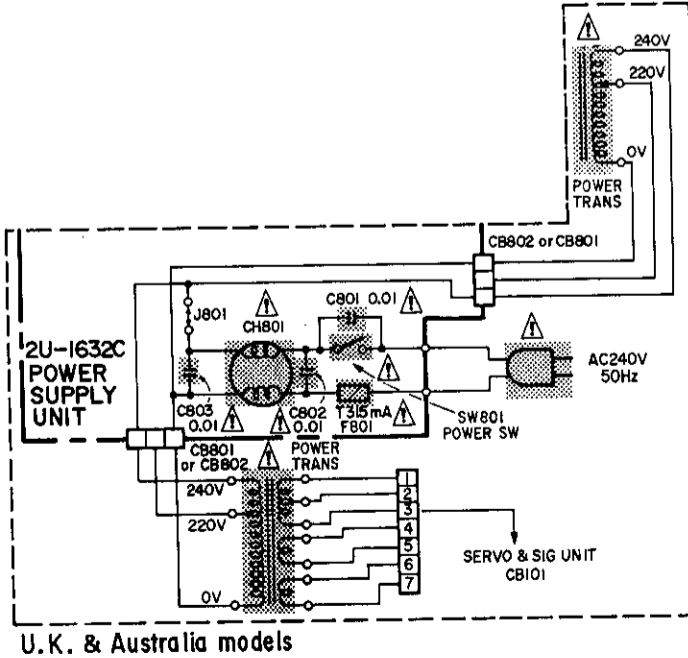 240V
220V
0V
POWER
TRANS
CB802 or CB801
C801 0.01
J801
CH801
2U-1632C
POWER
SUPPLY
UNIT
AC240V
50Hz
C803
0.01
C802
0.01
T315mA
F801
SW801
POWER SW
CB801
or CB802
POWER
TRANS
240V
220V
0V
1
2
3
4
5
6
7
SERVO & SIG UNIT
CB101
U.K. & Australia models